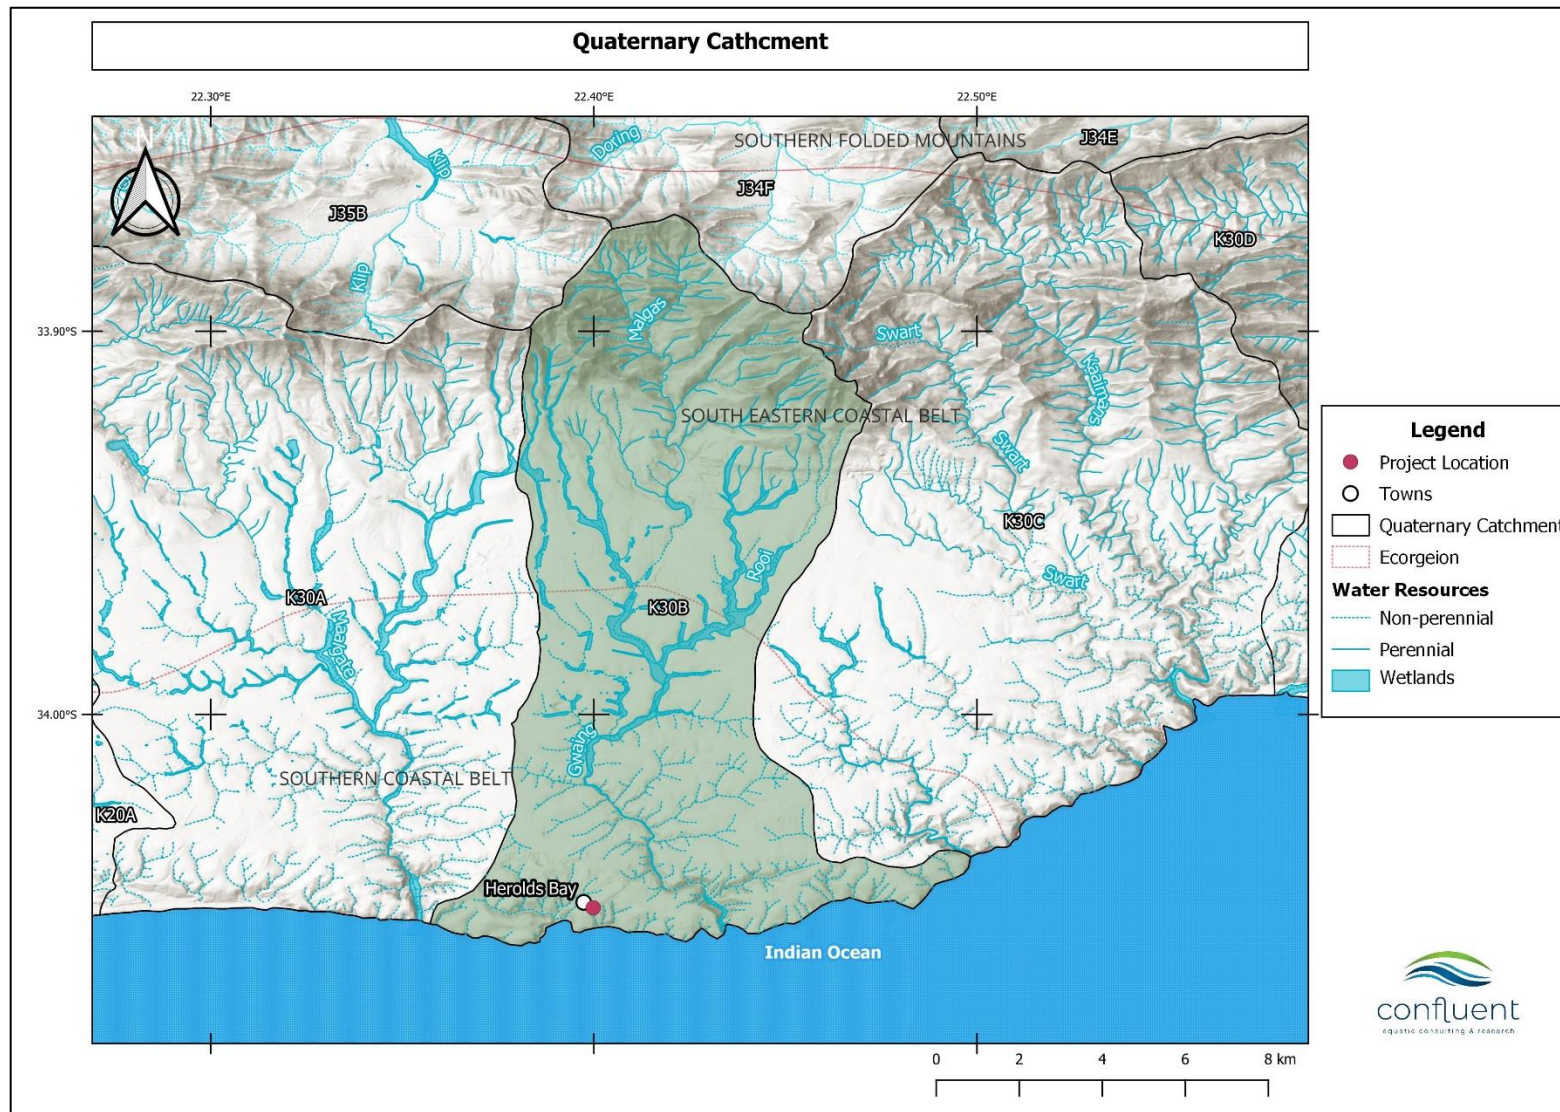 Quaternary Cathcment
22.30°E
22.40°E
22.50°E
33.90°S
34.00°S
N
Klip
Doring
SOUTHERN FOLDED MOUNTAINS
J34E
J34F
J35B
K30D
Klip
Malgas
Swart
Kaaimans
SOUTH EASTERN COASTAL BELT
Swart
K30C
Rooi
Swart
K30A
K30B
Maalgate
Gwaing
SOUTHERN COASTAL BELT
K20A
Herolds Bay
Indian Ocean
Legend
Project Location
Towns
Quaternary Catchment
Ecorgeion
Water Resources
Non-perennial
Perennial
Wetlands
confluent
aquatic consulting & research
0 2 4 6 8 km